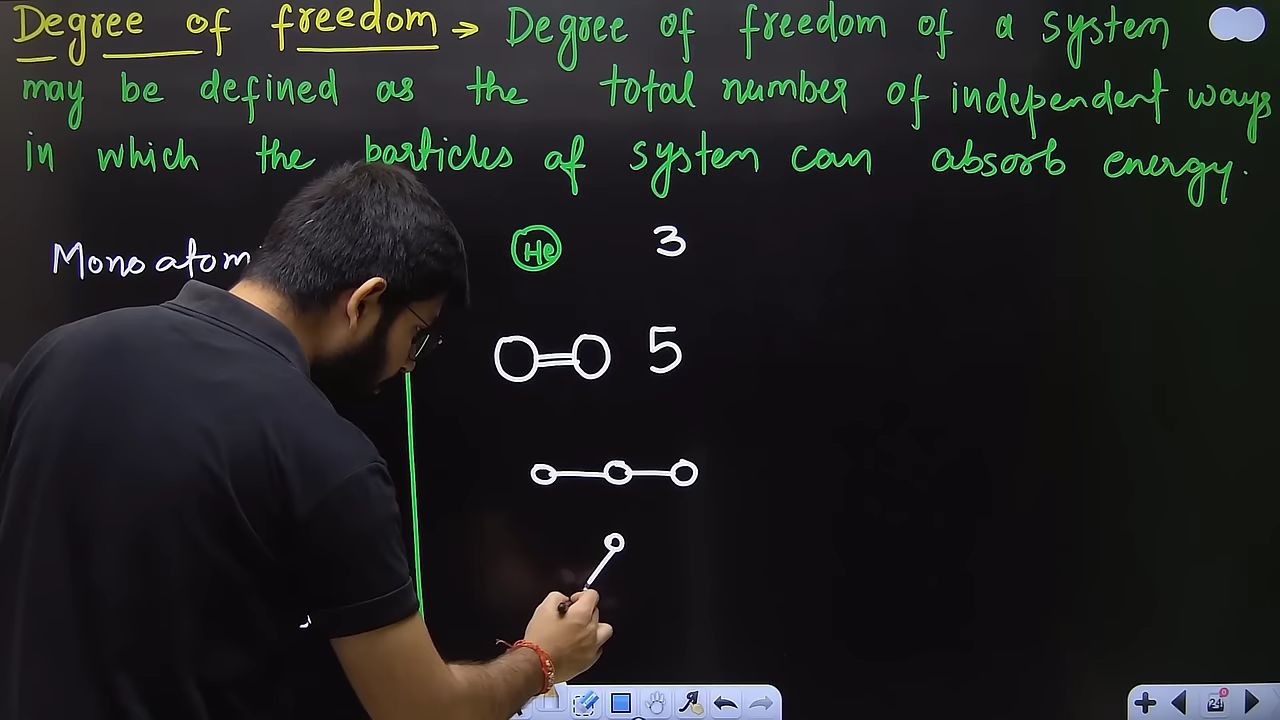 Degree of freedom → Degree of freedom of a system
may be defined as the total number of independent ways
in which the particles of system can absorb energy.
Monoatom
He 3
5
24